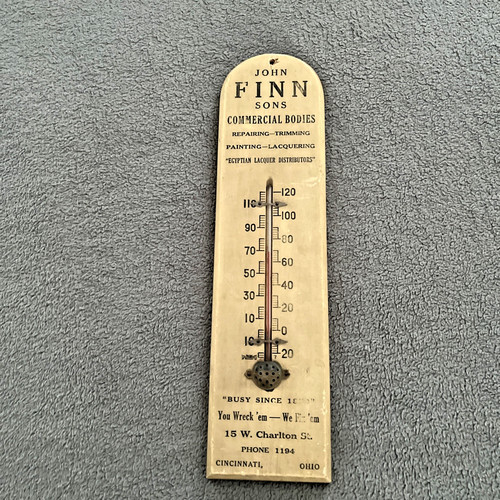 JOHN
FINN
SONS
COMMERCIAL BODIES
REPAIRING—TRIMMING
PAINTING—LACQUERING
"EGYPTIAN LACQUER DISTRIBUTORS"
120
110
100
90
80
70
60
50
40
30
20
10
0
10
20
"BUSY SINCE
You Wreck 'em — We Fix 'em
15 W. Charlton St.
PHONE 1194
CINCINNATI, OHIO